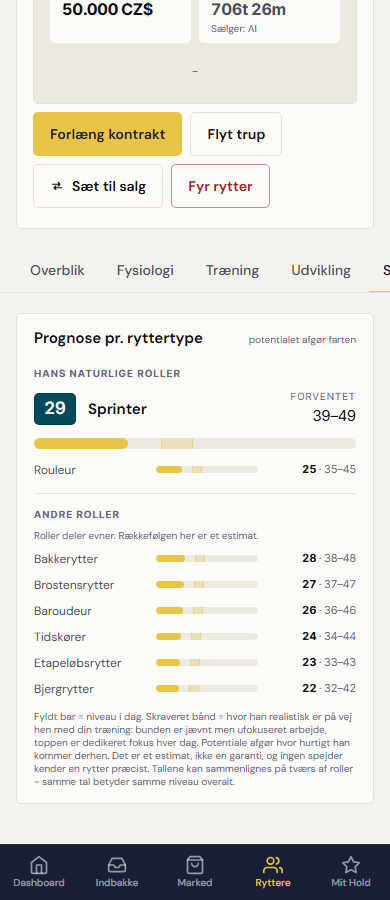 50.000 CZ$
706t 26m
Sælger: AI
–
Forlæng kontrakt
Flyt trup
Sæt til salg
Fyr rytter
Overblik
Fysiologi
Træning
Udvikling
S
Prognose pr. ryttertype
potentialet afgør farten
HANS NATURLIGE ROLLER
29
Sprinter
FORVENTET
39–49
Rouleur
25 · 35–45
ANDRE ROLLER
Roller deler evner. Rækkefølgen her er et estimat.
Bakkerytter
28 · 38–48
Brostensrytter
27 · 37–47
Baroudeur
26 · 36–46
Tidskører
24 · 34–44
Etapeløbsrytter
23 · 33–43
Bjergrytter
22 · 32–42
Fyldt bar = niveau i dag. Skraveret bånd = hvor han realistisk er på vej
hen med din træning: bunden er jævnt men ufokuseret arbejde,
toppen er dedikeret fokus hver dag. Potentiale afgør hvor hurtigt han
kommer derhen. Det er et estimat, ikke en garanti, og ingen spejder
kender en rytter præcist. Tallene kan sammenlignes på tværs af roller
– samme tal betyder samme niveau overalt.
Dashboard
Indbakke
Marked
Ryttere
Mit Hold